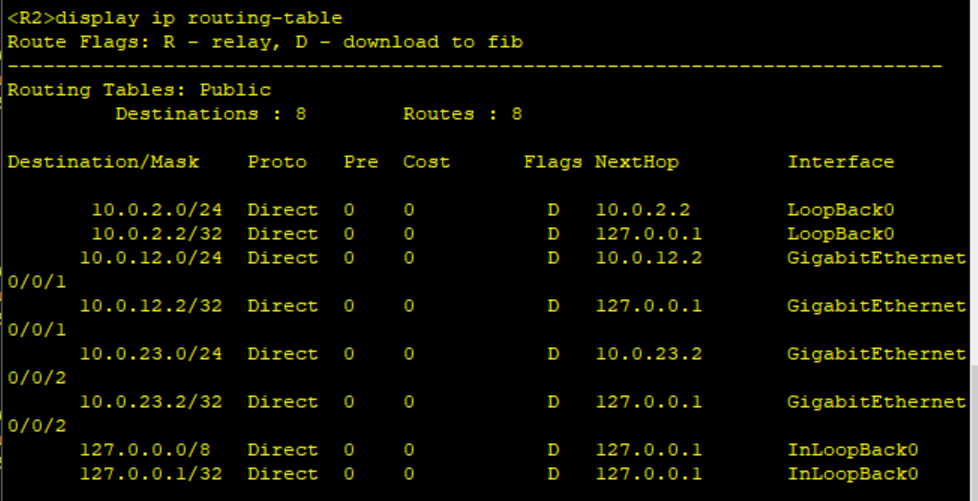 <R2>display ip routing-table
Route Flags: R - relay, D - download to fib
------------------------------------------------------------------------------
Routing Tables: Public
         Destinations : 8        Routes : 8

Destination/Mask    Proto   Pre  Cost      Flags NextHop         Interface

       10.0.2.0/24  Direct  0    0           D   10.0.2.2        LoopBack0
       10.0.2.2/32  Direct  0    0           D   127.0.0.1       LoopBack0
      10.0.12.0/24  Direct  0    0           D   10.0.12.2       GigabitEthernet
0/0/1
      10.0.12.2/32  Direct  0    0           D   127.0.0.1       GigabitEthernet
0/0/1
      10.0.23.0/24  Direct  0    0           D   10.0.23.2       GigabitEthernet
0/0/2
      10.0.23.2/32  Direct  0    0           D   127.0.0.1       GigabitEthernet
0/0/2
      127.0.0.0/8   Direct  0    0           D   127.0.0.1       InLoopBack0
      127.0.0.1/32  Direct  0    0           D   127.0.0.1       InLoopBack0